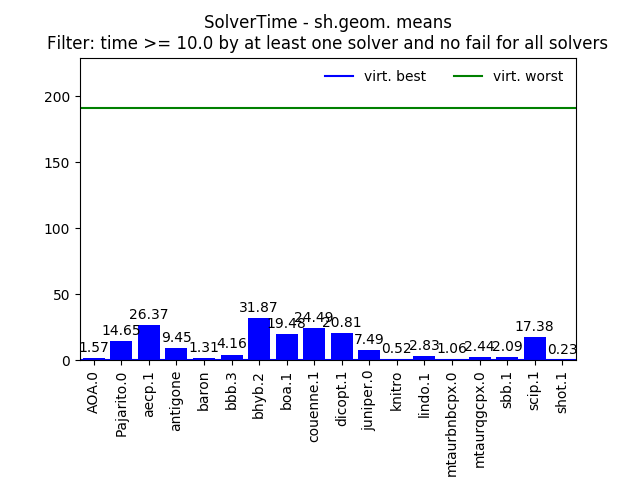 SolverTime - sh.geom. means
Filter: time >= 10.0 by at least one solver and no fail for all solvers
virt. best
virt. worst
200
150
100
50
0
1.57
14.65
26.37
9.45
1.31
4.16
31.87
19.48
24.49
20.81
7.49
0.52
2.83
1.06
2.44
2.09
17.38
0.23
AOA.0
Pajarito.0
aecp.1
antigone
baron
bbb.3
bhyb.2
boa.1
couenne.1
dicopt.1
juniper.0
knitro
lindo.1
mtaurbnbcpx.0
mtaurqgcpx.0
sbb.1
scip.1
shot.1